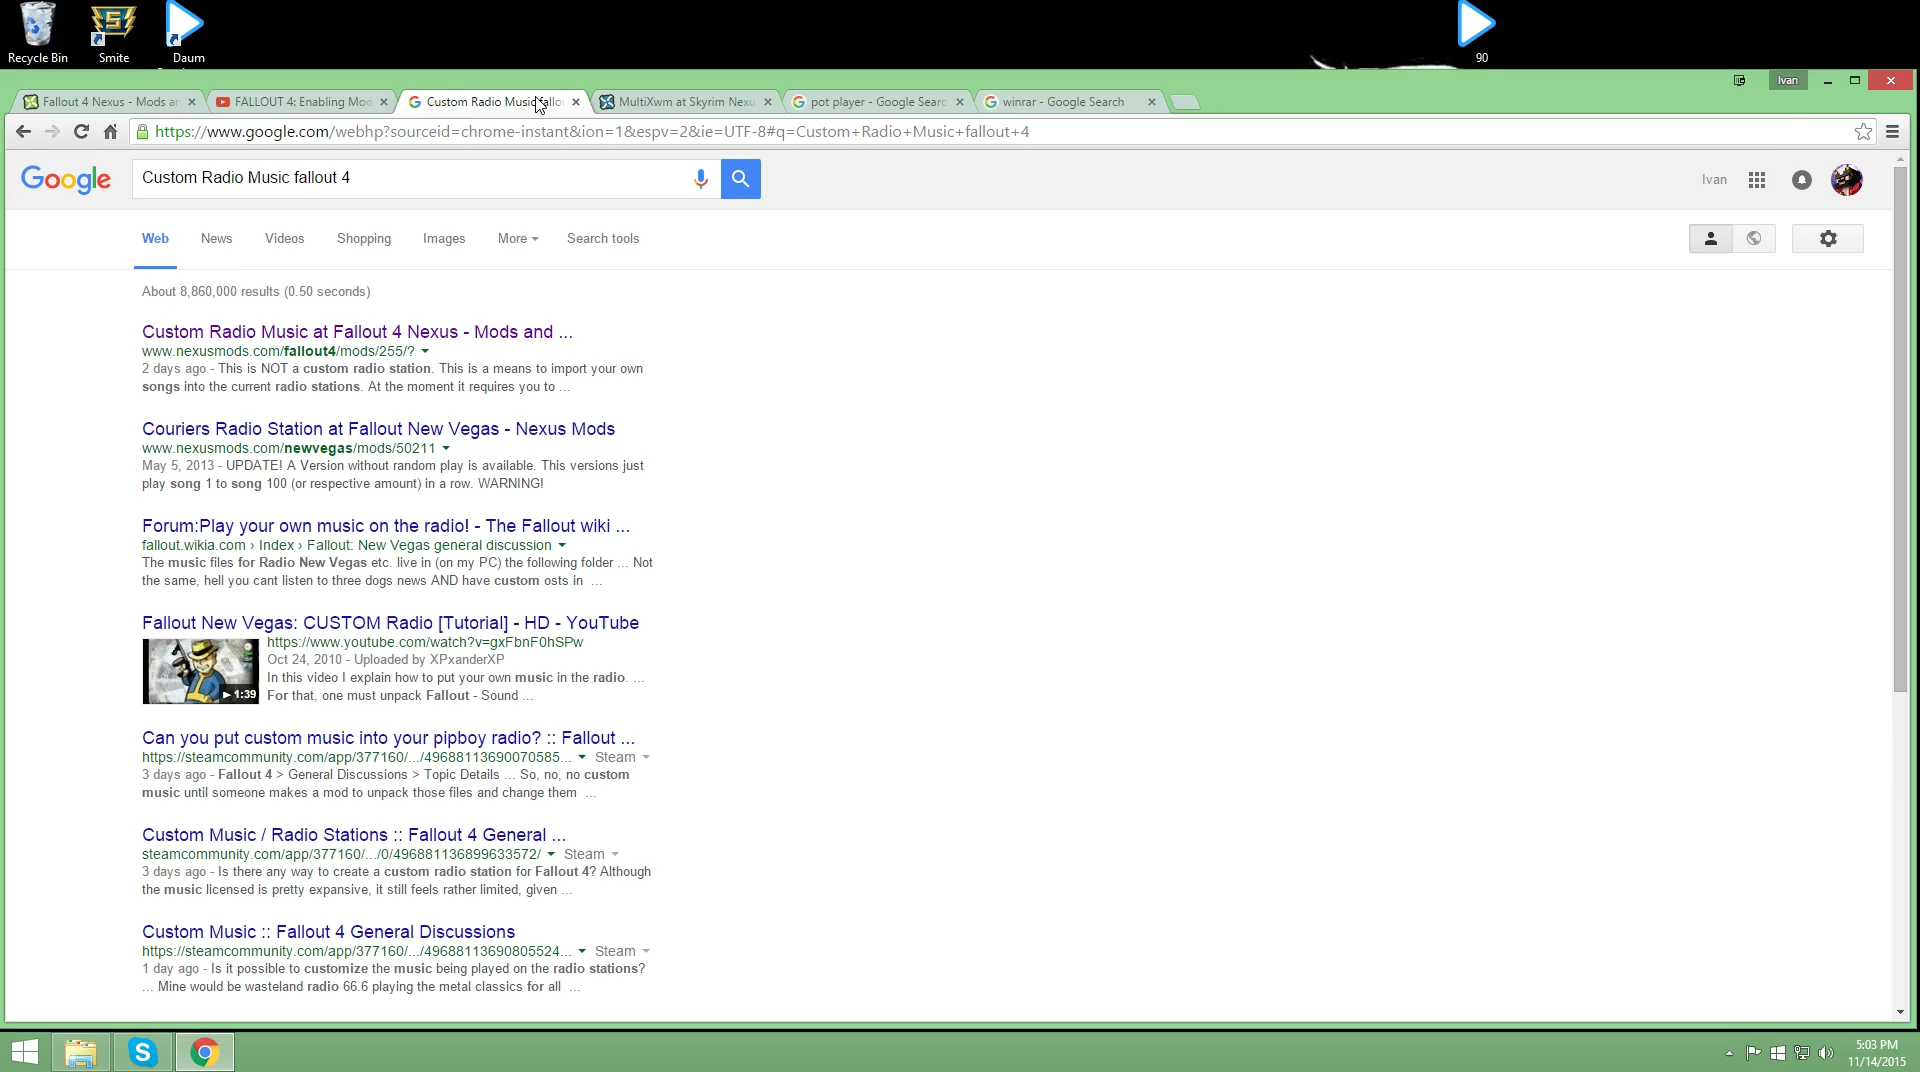 Recycle Bin
Smite
Daum
90
Ivan
Fallout 4 Nexus - Mods an
FALLOUT 4: Enabling Mod
Custom Radio Music fallo
MultiXwm at Skyrim Nexu
pot player - Google Searc
winrar - Google Search
https://www.google.com/webhp?sourceid=chrome-instant&ion=1&espv=2&ie=UTF-8#q=Custom+Radio+Music+fallout+4
Google
Custom Radio Music fallout 4
Ivan
Web
News
Videos
Shopping
Images
More
Search tools
About 8,860,000 results (0.50 seconds)
Custom Radio Music at Fallout 4 Nexus - Mods and ...
www.nexusmods.com/fallout4/mods/255/?
2 days ago - This is NOT a custom radio station. This is a means to import your own
songs into the current radio stations. At the moment it requires you to ...
Couriers Radio Station at Fallout New Vegas - Nexus Mods
www.nexusmods.com/newvegas/mods/50211
May 5, 2013 - UPDATE! A Version without random play is available. This versions just
play song 1 to song 100 (or respective amount) in a row. WARNING!
Forum:Play your own music on the radio! - The Fallout wiki ...
fallout.wikia.com › Index › Fallout: New Vegas general discussion
The music files for Radio New Vegas etc. live in (on my PC) the following folder ... Not
the same, hell you cant listen to three dogs news AND have custom osts in ...
Fallout New Vegas: CUSTOM Radio [Tutorial] - HD - YouTube
https://www.youtube.com/watch?v=gxFbnF0hSPw
Oct 24, 2010 - Uploaded by XPxanderXP
In this video I explain how to put your own music in the radio. ...
For that, one must unpack Fallout - Sound ...
1:39
Can you put custom music into your pipboy radio? :: Fallout ...
https://steamcommunity.com/app/377160/.../49688113690070585... Steam
3 days ago - Fallout 4 > General Discussions > Topic Details ... So, no, no custom
music until someone makes a mod to unpack those files and change them ...
Custom Music / Radio Stations :: Fallout 4 General ...
steamcommunity.com/app/377160/.../0/496881136899633572/ Steam
3 days ago - Is there any way to create a custom radio station for Fallout 4? Although
the music licensed is pretty expansive, it still feels rather limited, given ...
Custom Music :: Fallout 4 General Discussions
https://steamcommunity.com/app/377160/.../49688113690805524... Steam
1 day ago - Is it possible to customize the music being played on the radio stations?
... Mine would be wasteland radio 66.6 playing the metal classics for all ...
5:03 PM
11/14/2015